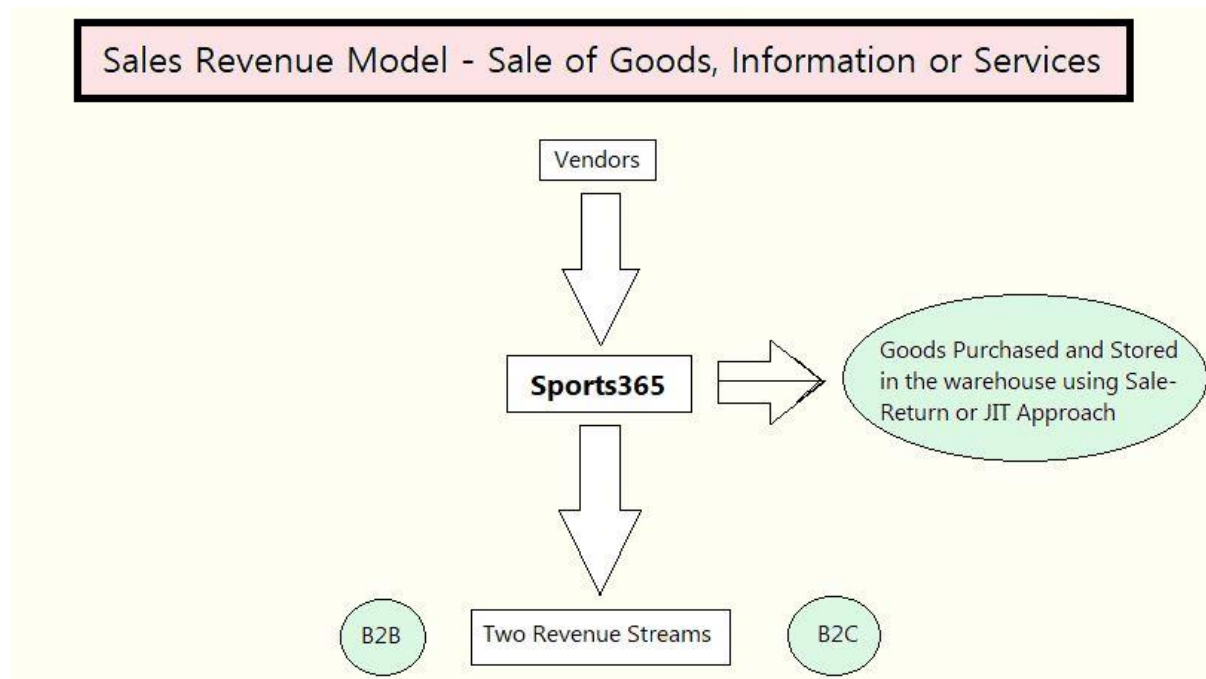 Sales Revenue Model - Sale of Goods, Information or Services
Vendors
Sports365
Goods Purchased and Stored
in the warehouse using Sale-
Return or JIT Approach
B2B
Two Revenue Streams
B2C